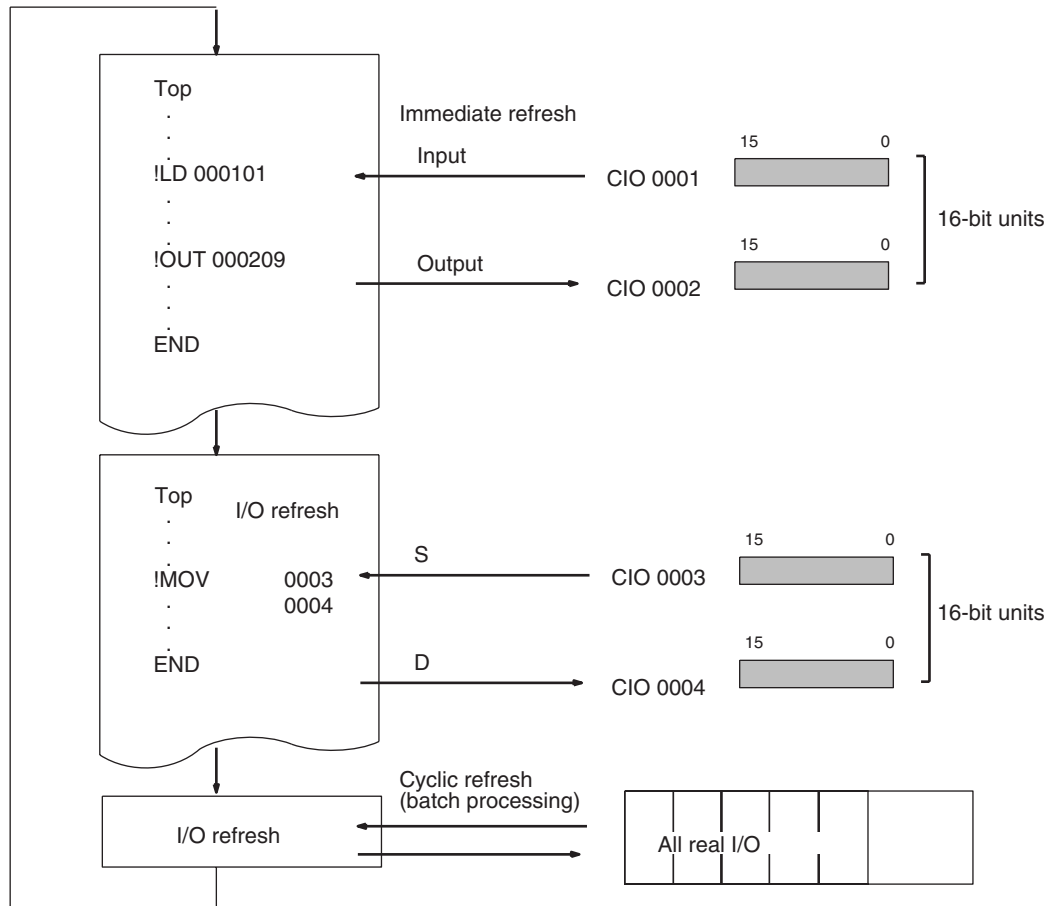 Top
.
.
.
!LD 000101
.
.
.
!OUT 000209
.
.
.
END
Immediate refresh
Input
Output
CIO 0001
15 0
CIO 0002
15 0
16-bit units
Top
.
.
.
!MOV 0003
0004
.
.
.
END
I/O refresh
S
D
CIO 0003
15 0
CIO 0004
15 0
16-bit units
I/O refresh
Cyclic refresh
(batch processing)
All real I/O